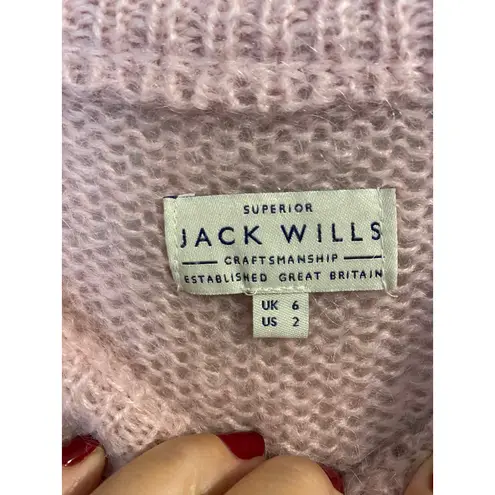 SUPERIOR
JACK WILLS
CRAFTSMANSHIP
ESTABLISHED GREAT BRITAIN
UK 6
US 2